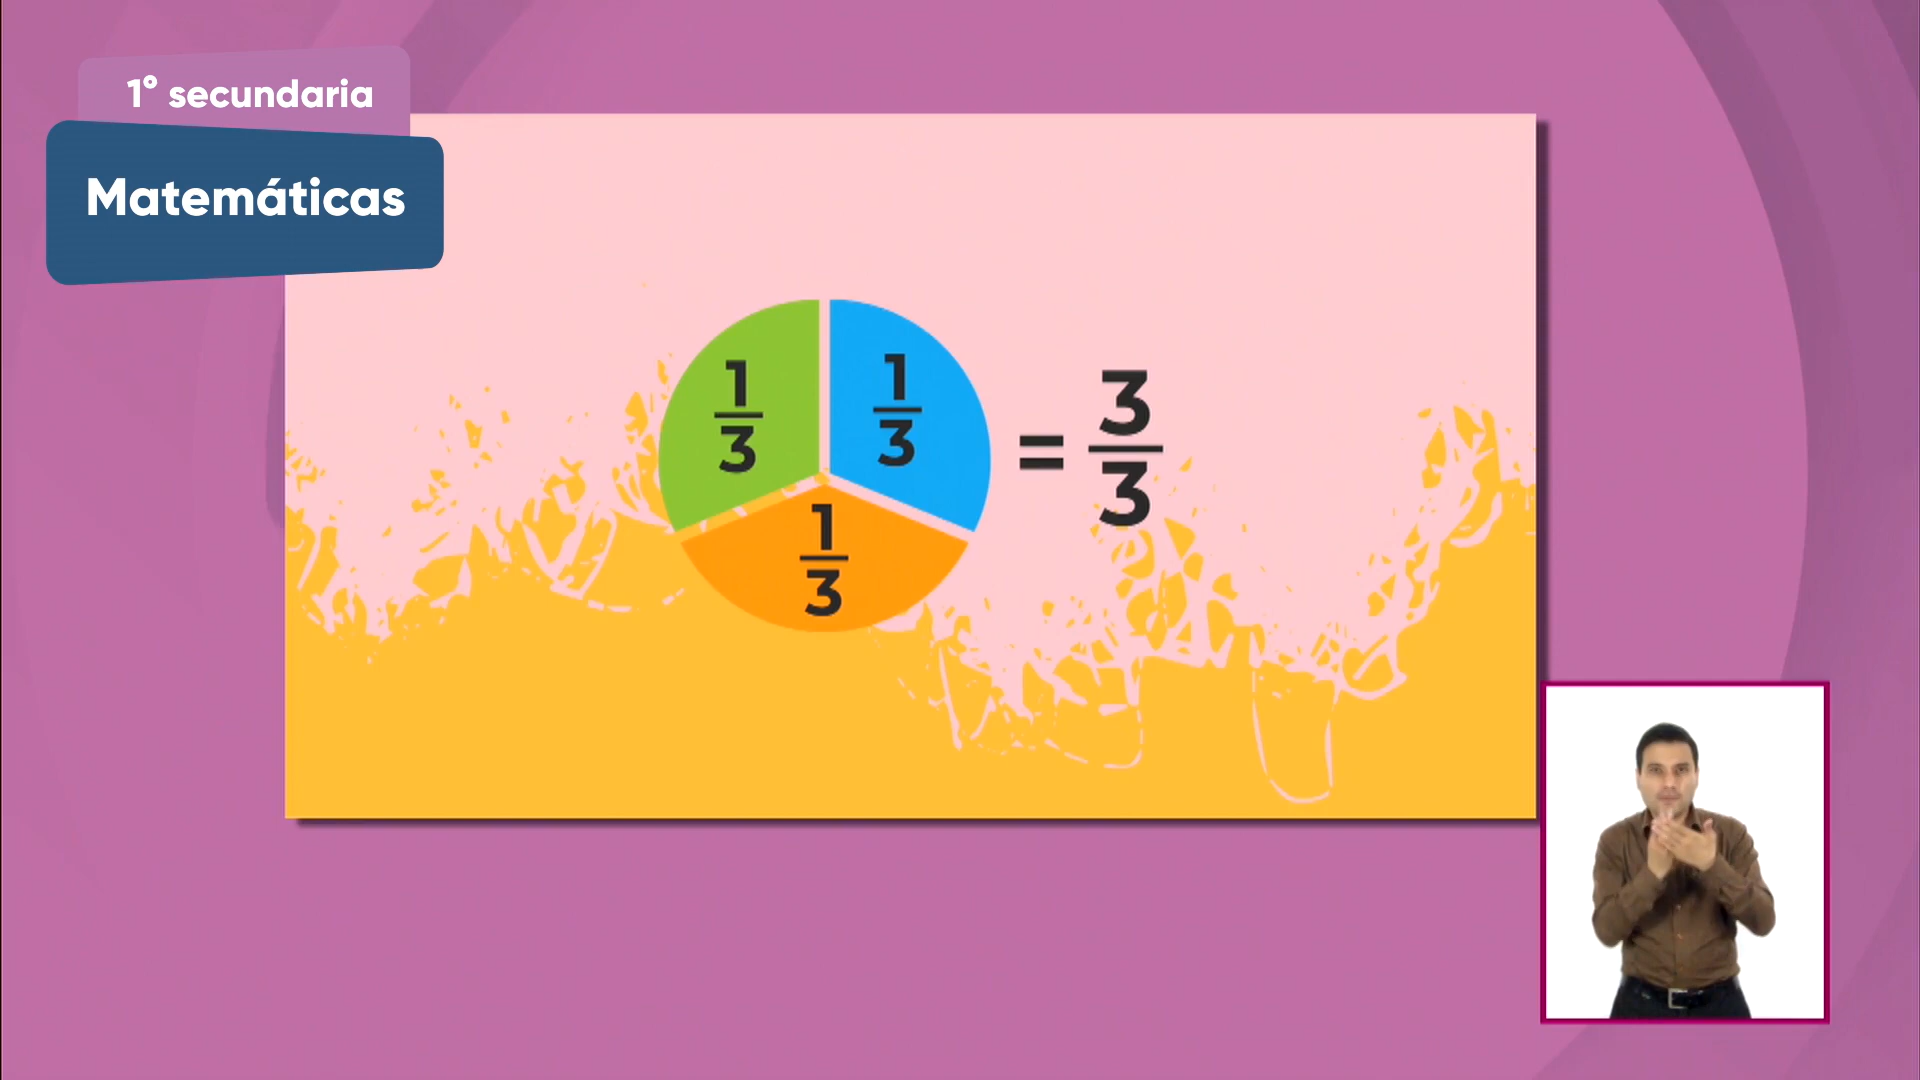 1° secundaria
Matemáticas
1/3
1/3
1/3
= 3/3